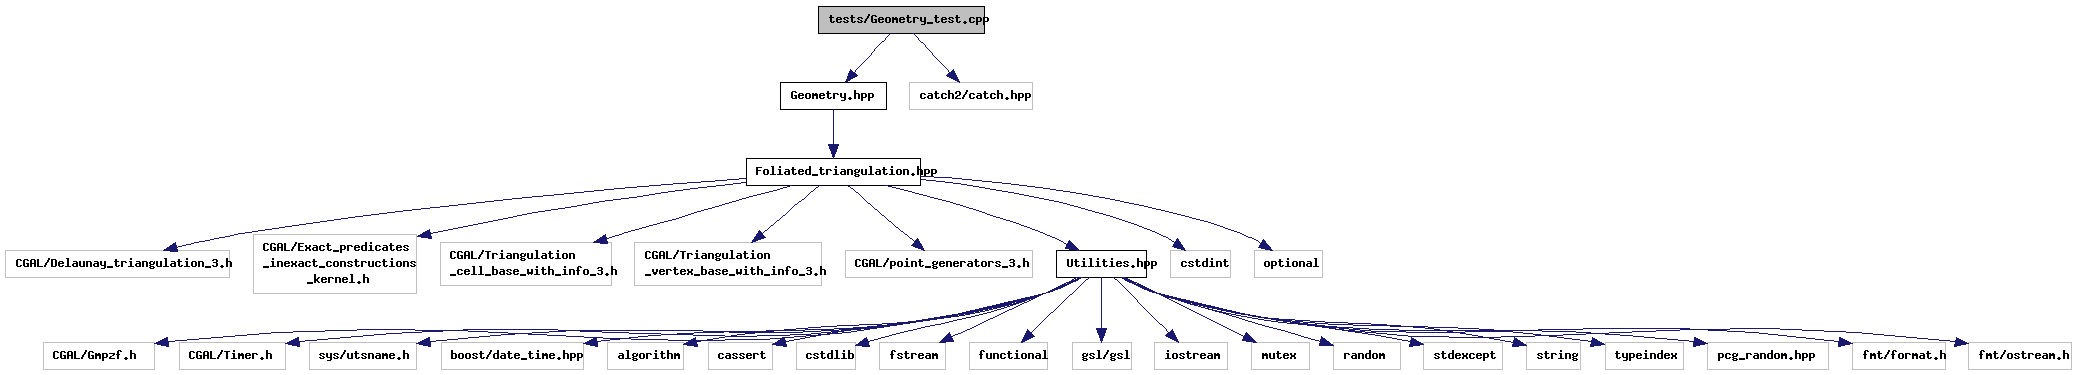 tests/Geometry_test.cpp
Geometry.hpp
catch2/catch.hpp
Foliated_triangulation.hpp
CGAL/Delaunay_triangulation_3.h
CGAL/Exact_predicates
_inexact_constructions
_kernel.h
CGAL/Triangulation
_cell_base_with_info_3.h
CGAL/Triangulation
_vertex_base_with_info_3.h
CGAL/point_generators_3.h
Utilities.hpp
cstdint
optional
CGAL/Gmpzf.h
CGAL/Timer.h
sys/utsname.h
boost/date_time.hpp
algorithm
cassert
cstdlib
fstream
functional
gsl/gsl
iostream
mutex
random
stdexcept
string
typeindex
pcg_random.hpp
fmt/format.h
fmt/ostream.h